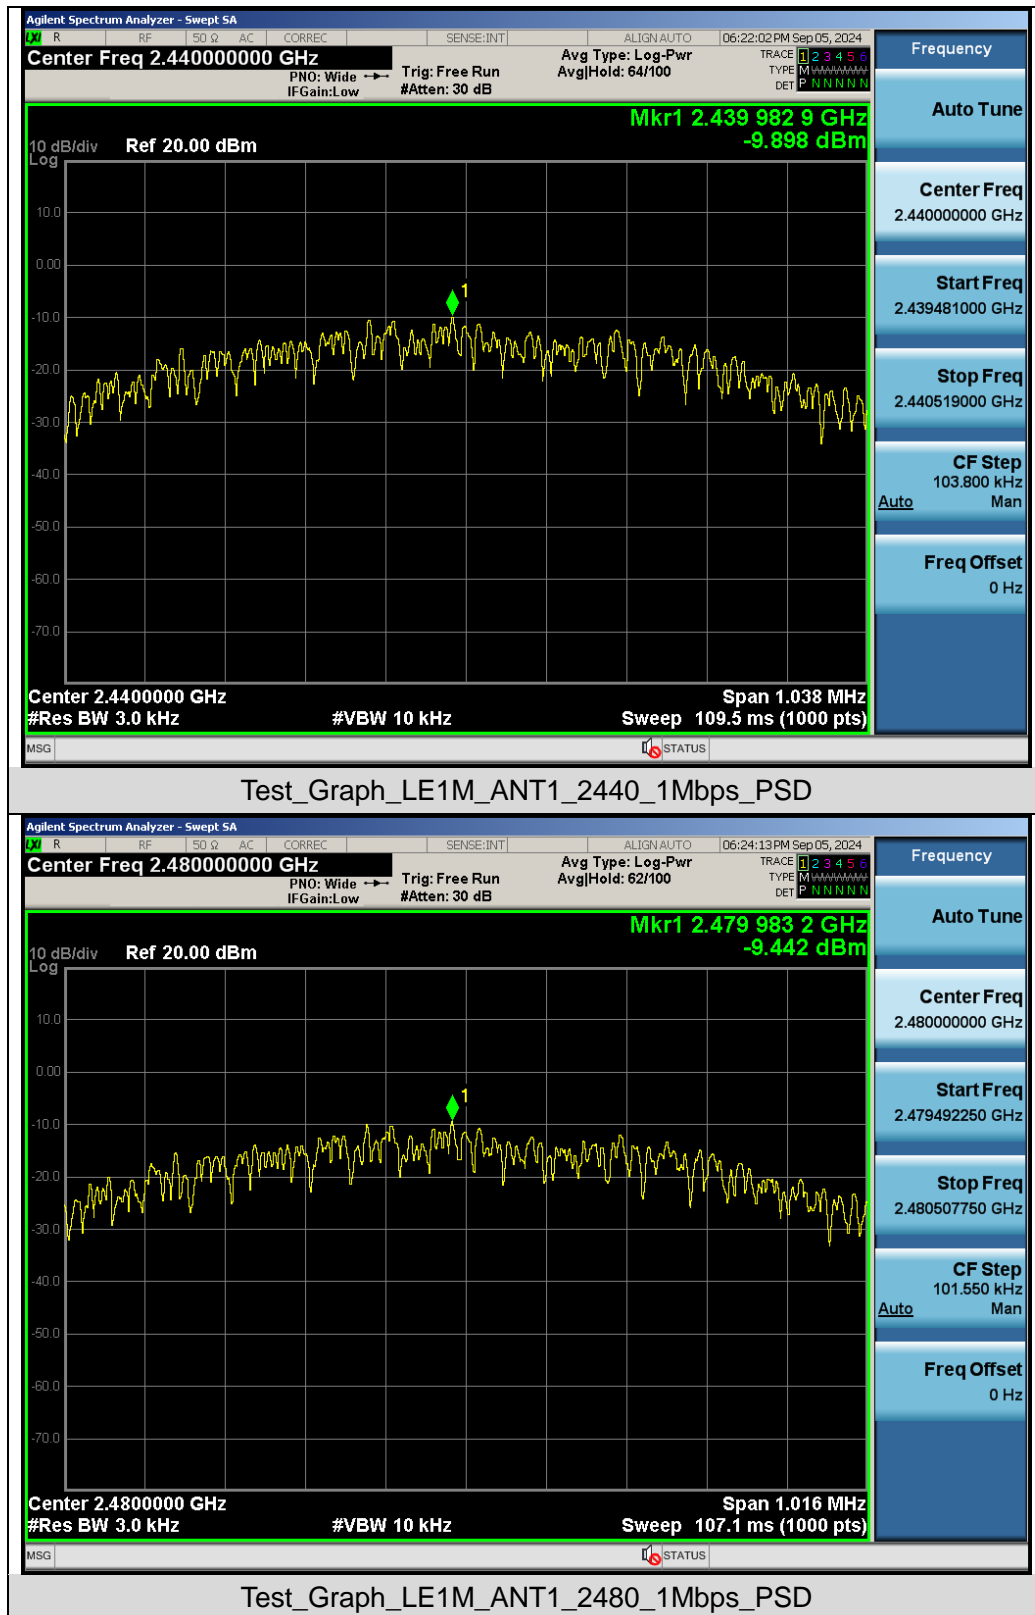 Agilent Spectrum Analyzer - Swept SA
LXI R RF 50 Ω AC CORREC SENSE:INT ALIGN AUTO 06:22:02 PM Sep 05, 2024
Center Freq 2.440000000 GHz Avg Type: Log-Pwr TRACE 1 2 3 4 5 6
PNO: Wide Trig: Free Run Avg|Hold: 64/100 TYPE M WWWWW
IFGain:Low #Atten: 30 dB DET P N N N N N
Mkr1 2.439 982 9 GHz
-9.898 dBm
10 dB/div Ref 20.00 dBm
Log
10.0
0.00
1
-10.0
-20.0
-30.0
-40.0
-50.0
-60.0
-70.0
Center 2.4400000 GHz Span 1.038 MHz
#Res BW 3.0 kHz #VBW 10 kHz Sweep 109.5 ms (1000 pts)
MSG STATUS
Frequency
Auto Tune
Center Freq
2.440000000 GHz
Start Freq
2.439481000 GHz
Stop Freq
2.440519000 GHz
CF Step
103.800 kHz
Auto Man
Freq Offset
0 Hz
Test_Graph_LE1M_ANT1_2440_1Mbps_PSD
Agilent Spectrum Analyzer - Swept SA
LXI R RF 50 Ω AC CORREC SENSE:INT ALIGN AUTO 06:24:13 PM Sep 05, 2024
Center Freq 2.480000000 GHz Avg Type: Log-Pwr TRACE 1 2 3 4 5 6
PNO: Wide Trig: Free Run Avg|Hold: 62/100 TYPE M WWWWW
IFGain:Low #Atten: 30 dB DET P N N N N N
Mkr1 2.479 983 2 GHz
-9.442 dBm
10 dB/div Ref 20.00 dBm
Log
10.0
0.00
1
-10.0
-20.0
-30.0
-40.0
-50.0
-60.0
-70.0
Center 2.4800000 GHz Span 1.016 MHz
#Res BW 3.0 kHz #VBW 10 kHz Sweep 107.1 ms (1000 pts)
MSG STATUS
Frequency
Auto Tune
Center Freq
2.480000000 GHz
Start Freq
2.479492250 GHz
Stop Freq
2.480507750 GHz
CF Step
101.550 kHz
Auto Man
Freq Offset
0 Hz
Test_Graph_LE1M_ANT1_2480_1Mbps_PSD